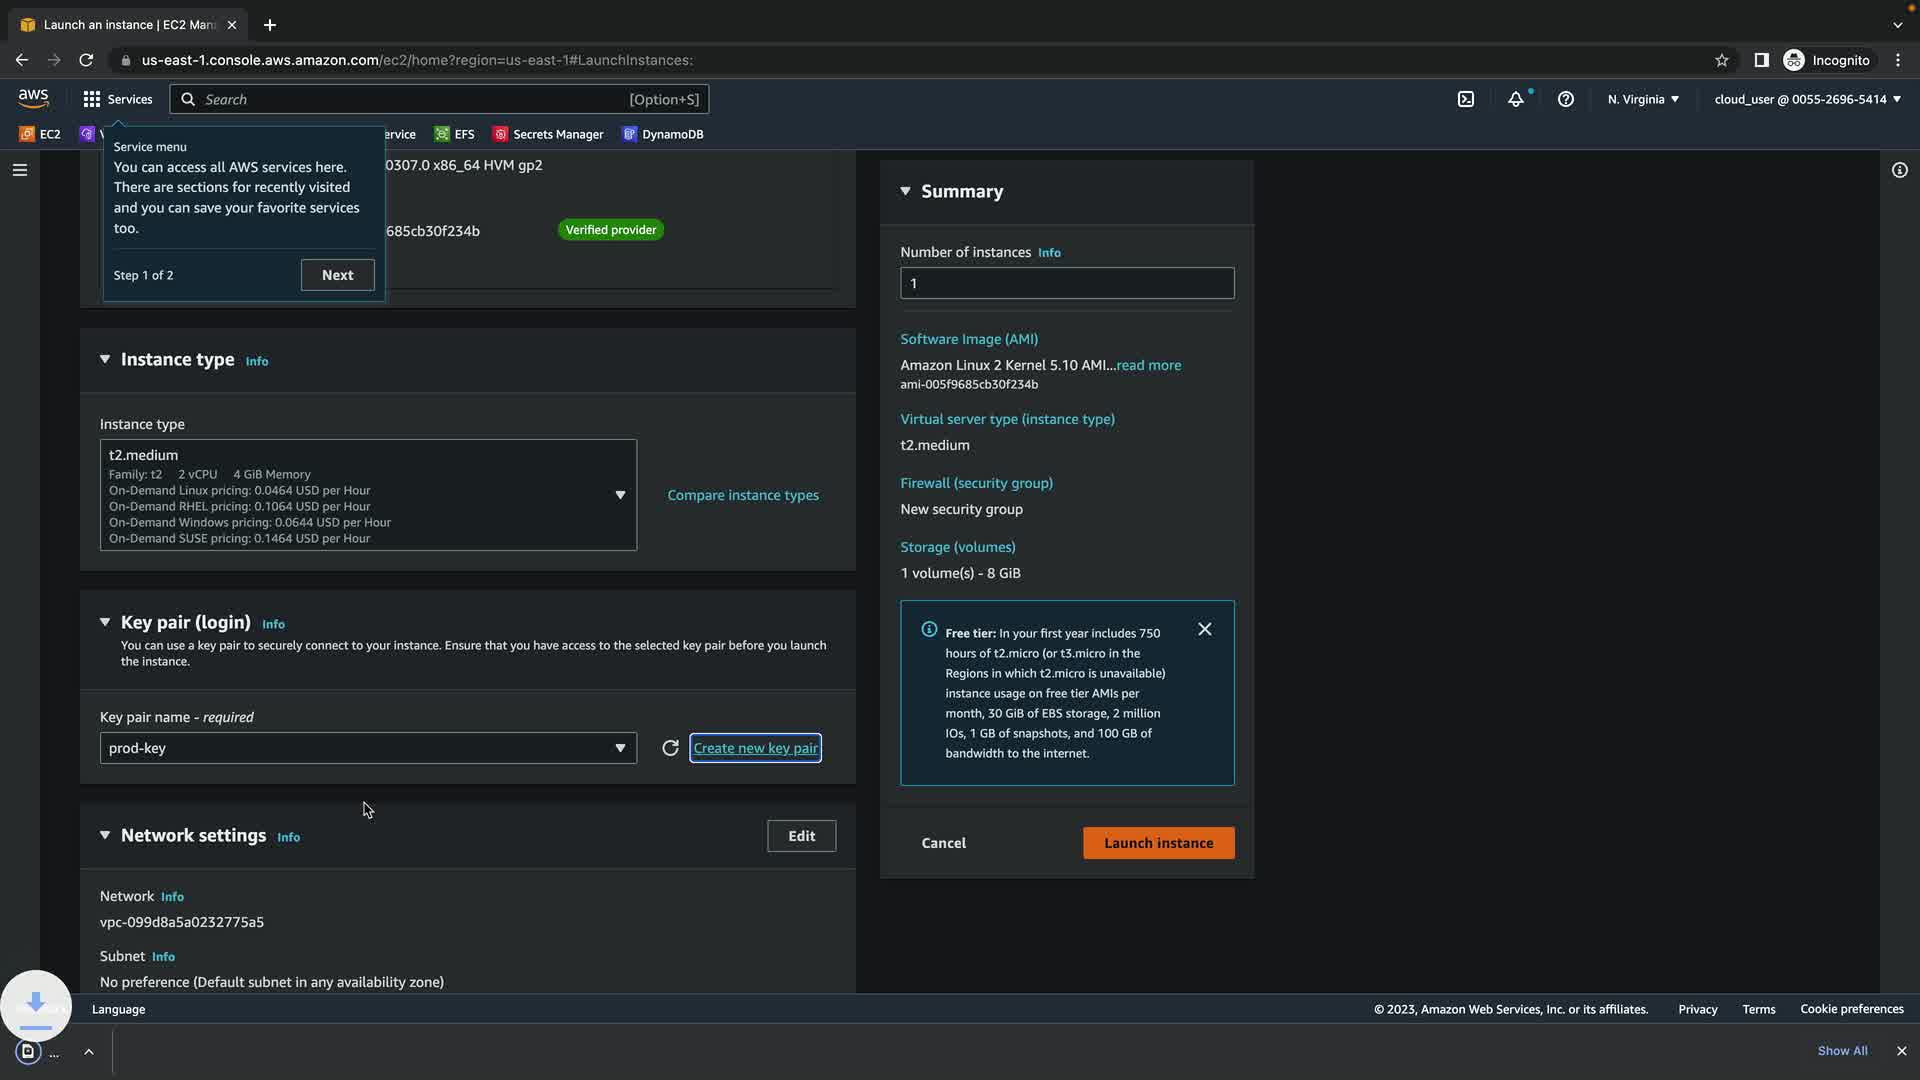 Launch an instance | EC2 Man
us-east-1.console.aws.amazon.com/ec2/home?region=us-east-1#LaunchInstances:
Incognito
aws
Services
Search
[Option+S]
N. Virginia
cloud_user @ 0055-2696-5414
EC2
V
ervice
EFS
Secrets Manager
DynamoDB
Service menu
You can access all AWS services here.
There are sections for recently visited
and you can save your favorite services
too.
Step 1 of 2
Next
0307.0 x86_64 HVM gp2
685cb30f234b
Verified provider
Instance type Info
Instance type
t2.medium
Family: t2 2 vCPU 4 GiB Memory
On-Demand Linux pricing: 0.0464 USD per Hour
On-Demand RHEL pricing: 0.1064 USD per Hour
On-Demand Windows pricing: 0.0644 USD per Hour
On-Demand SUSE pricing: 0.1464 USD per Hour
Compare instance types
Key pair (login) Info
You can use a key pair to securely connect to your instance. Ensure that you have access to the selected key pair before you launch
the instance.
Key pair name - required
prod-key
Create new key pair
Network settings Info
Edit
Network Info
vpc-099d8a5a0232775a5
Subnet Info
No preference (Default subnet in any availability zone)
Summary
Number of instances Info
1
Software Image (AMI)
Amazon Linux 2 Kernel 5.10 AMI...read more
ami-005f9685cb30f234b
Virtual server type (instance type)
t2.medium
Firewall (security group)
New security group
Storage (volumes)
1 volume(s) - 8 GiB
Free tier: In your first year includes 750
hours of t2.micro (or t3.micro in the
Regions in which t2.micro is unavailable)
instance usage on free tier AMIs per
month, 30 GiB of EBS storage, 2 million
IOs, 1 GB of snapshots, and 100 GB of
bandwidth to the internet.
Cancel
Launch instance
Language
© 2023, Amazon Web Services, Inc. or its affiliates.
Privacy
Terms
Cookie preferences
...
Show All